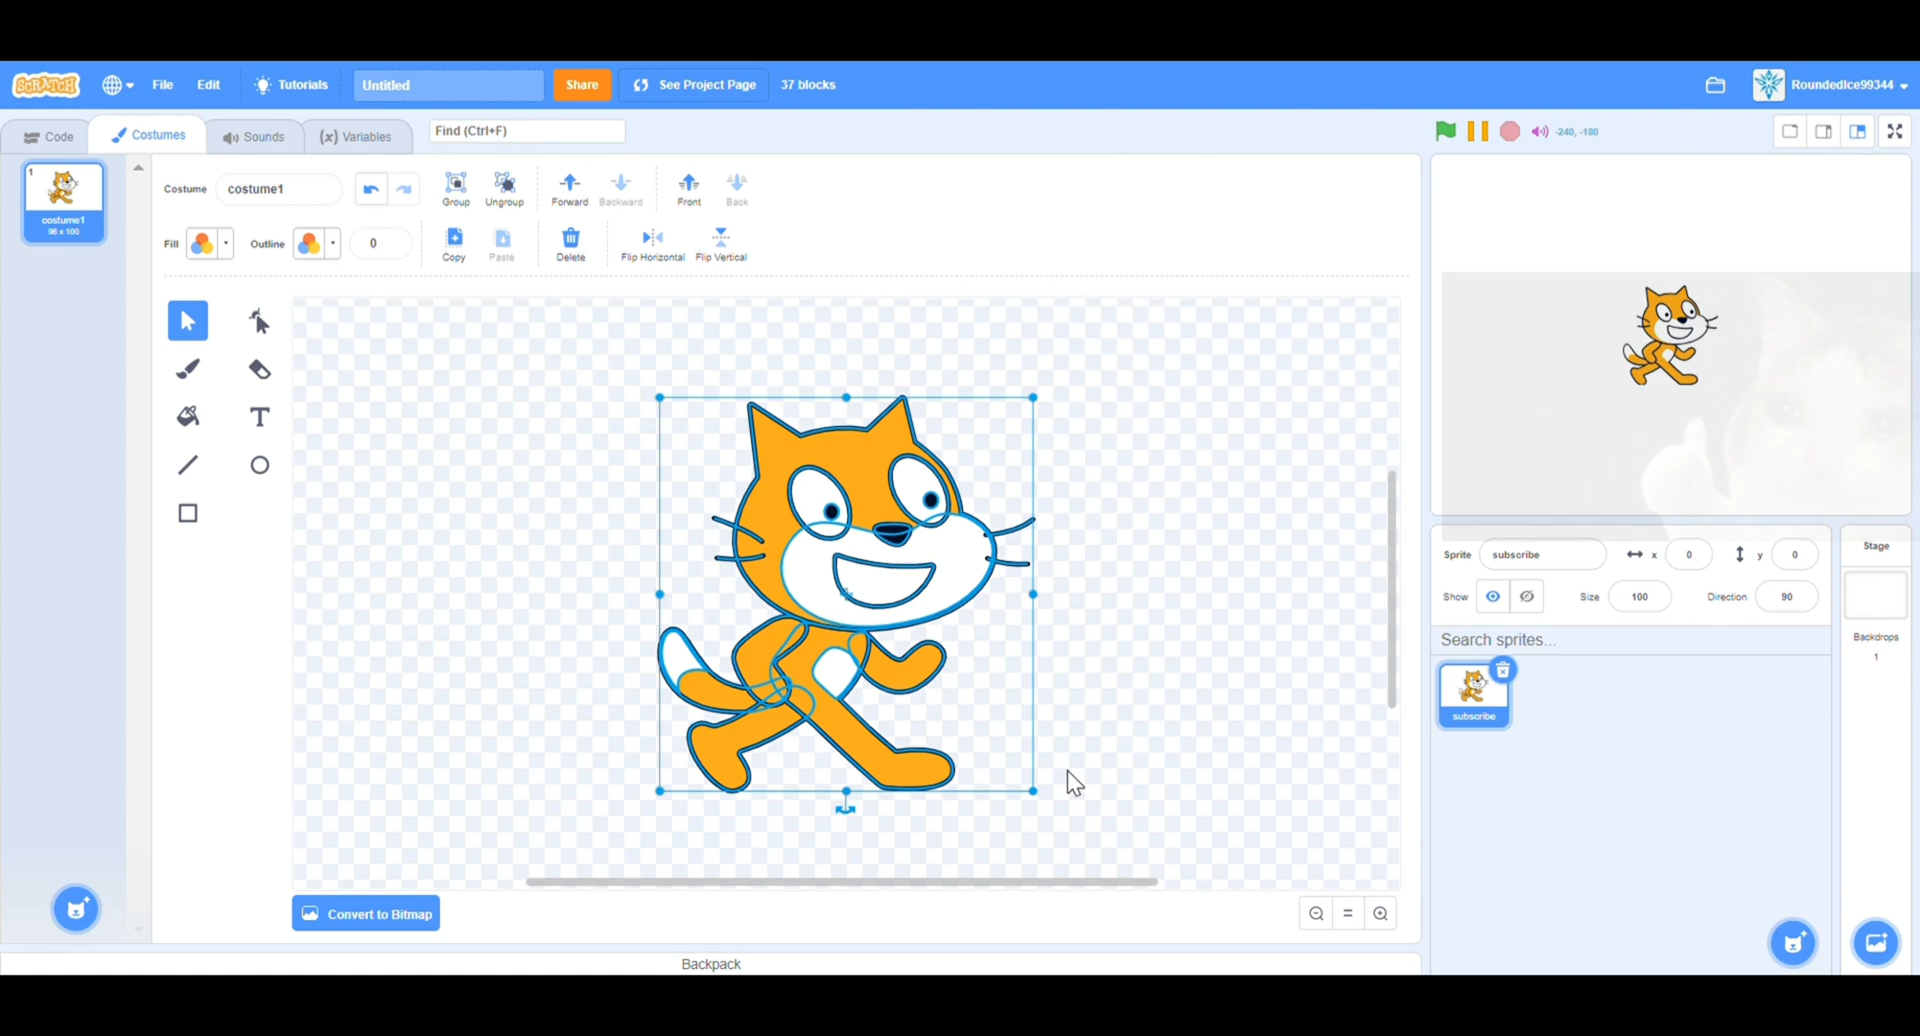 SCRATCH File Edit Tutorials Untitled Share See Project Page 37 blocks RoundedIce99344
Code Costumes Sounds (x) Variables Find (Ctrl+F) -240, -180
1
costume1
96 x 100
Costume costume1 Group Ungroup Forward Backward Front Back
Fill Outline 0 Copy Paste Delete Flip Horizontal Flip Vertical
T
Convert to Bitmap
Backpack
Sprite subscribe x 0 y 0
Show Size 100 Direction 90
Search sprites...
subscribe
Stage
Backdrops
1